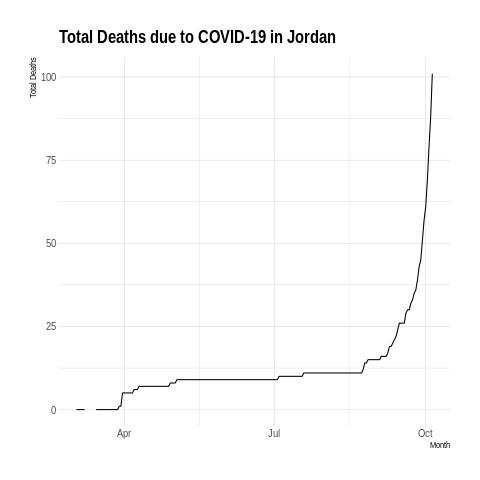 Total Deaths due to COVID-19 in Jordan
Total Deaths
100
75
50
25
0
Apr
Jul
Oct
Month